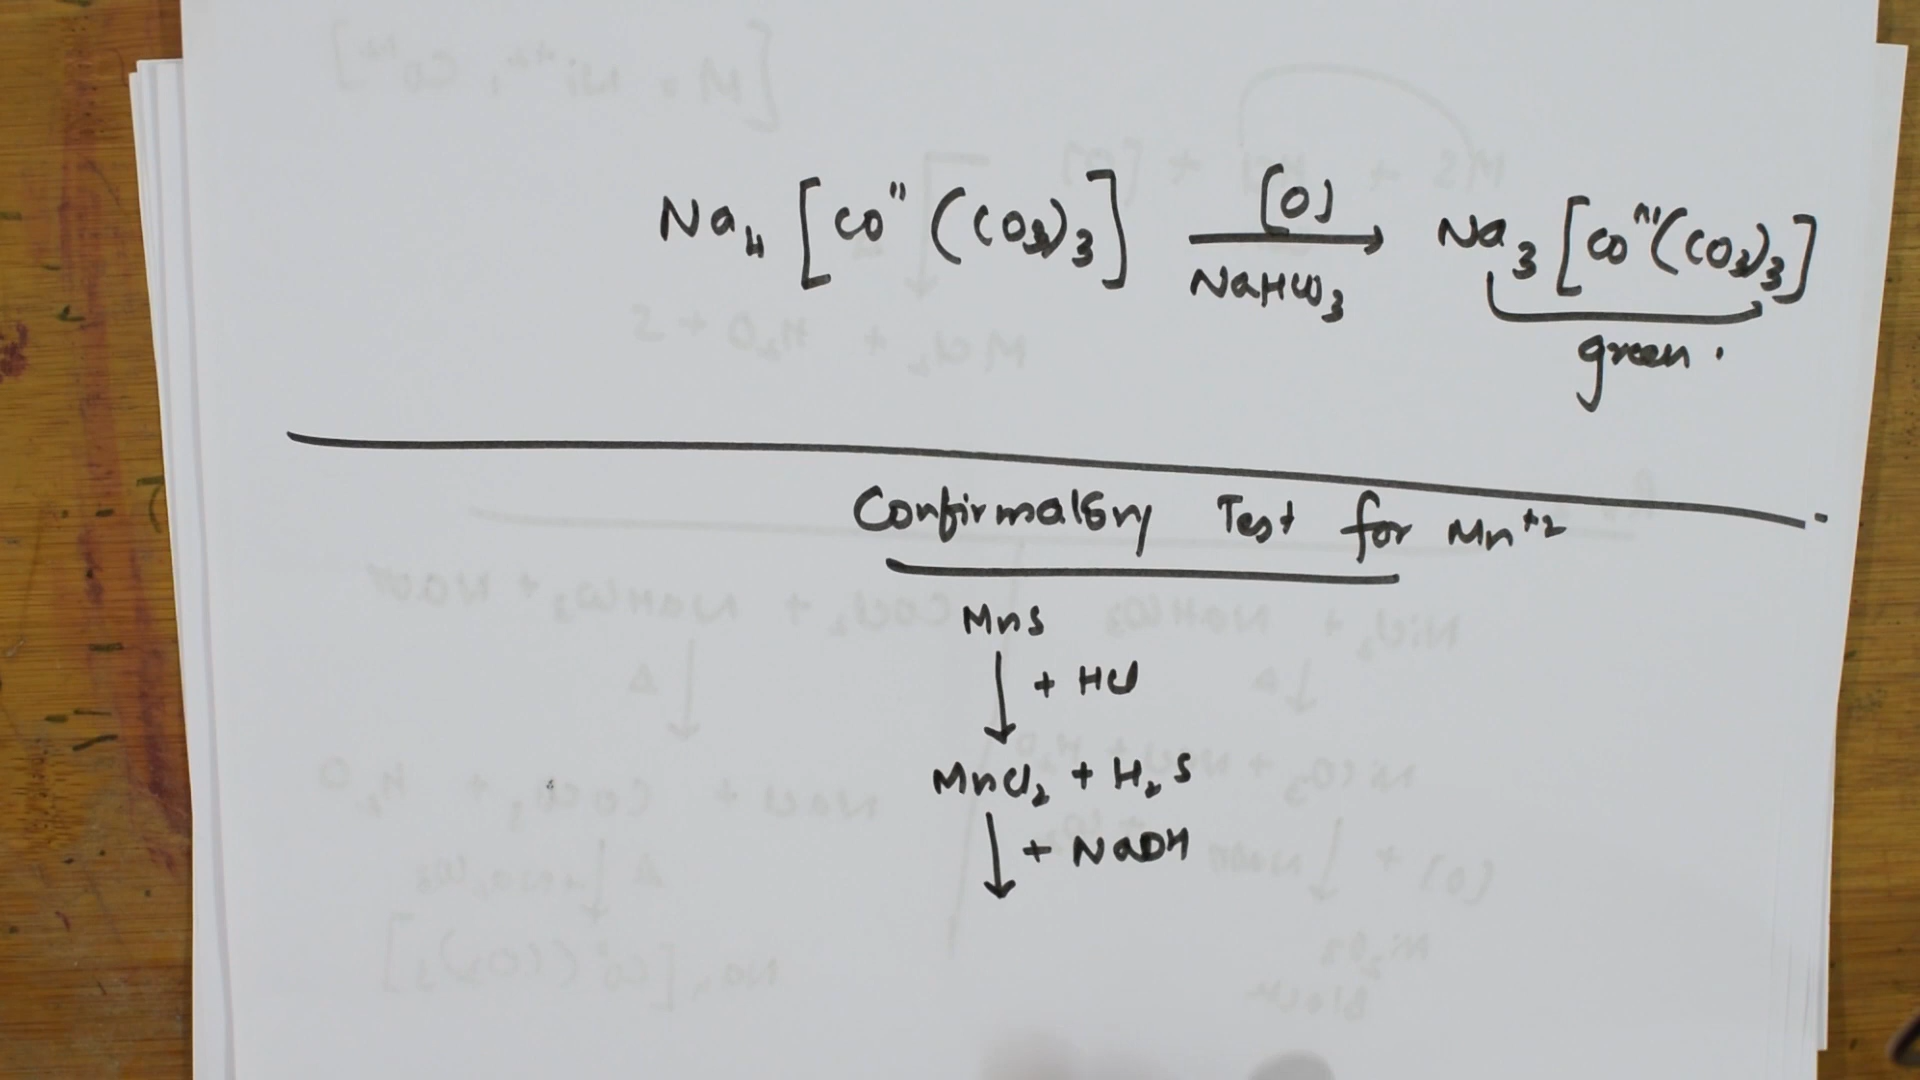 Na₄ [Co" (CO₃)₃] [O] → NaHCO₃ Na₃ [Co"'(CO₃)₃]
green.
Confirmatory Test for Mn⁺²
MnS
↓ + HCl
MnCl₂ + H₂S
↓ + NaOH